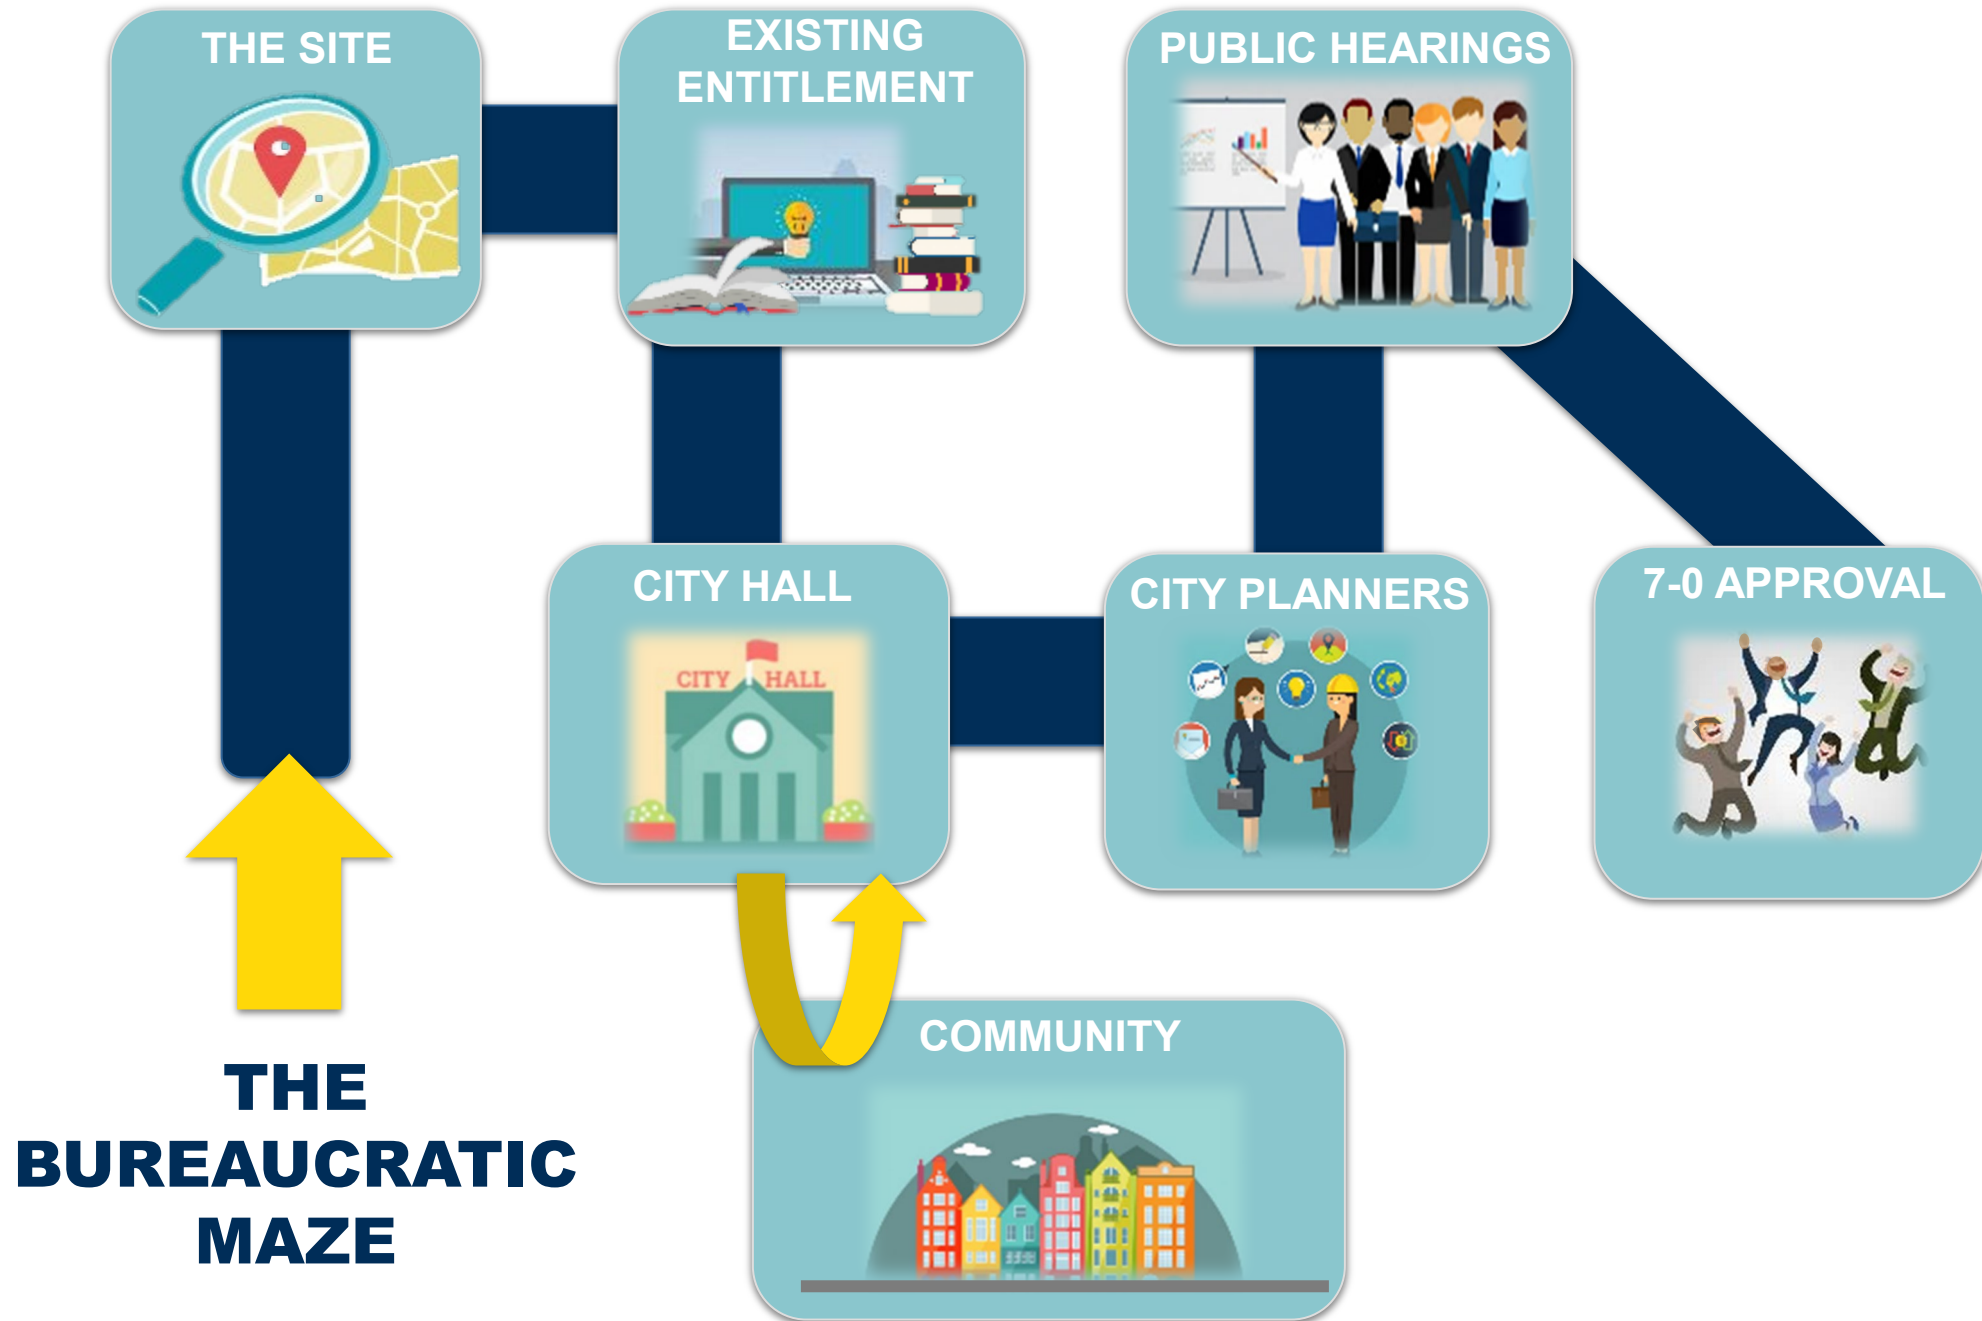 THE SITE
EXISTING
ENTITLEMENT
PUBLIC HEARINGS
CITY HALL
CITY HALL
CITY PLANNERS
7-0 APPROVAL
COMMUNITY
THE
BUREAUCRATIC
MAZE